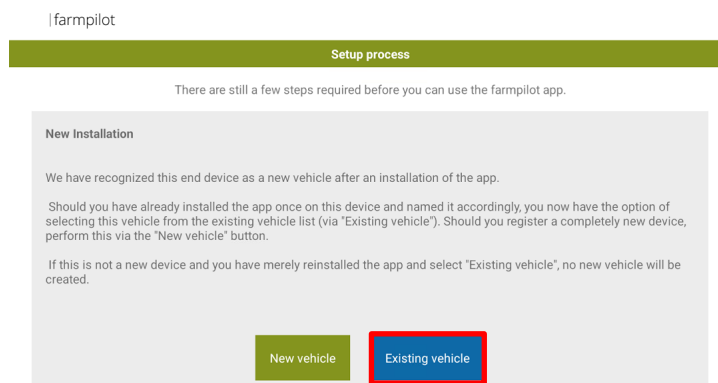 |farmpilot
Setup process
There are still a few steps required before you can use the farmpilot app.
New Installation
We have recognized this end device as a new vehicle after an installation of the app.
Should you have already installed the app once on this device and named it accordingly, you now have the option of
selecting this vehicle from the existing vehicle list (via "Existing vehicle"). Should you register a completely new device,
perform this via the "New vehicle" button.
If this is not a new device and you have merely reinstalled the app and select "Existing vehicle", no new vehicle will be
created.
New vehicle
Existing vehicle